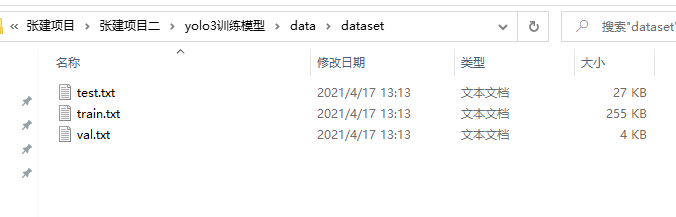 « 张建项目 › 张建项目二 › yolo3训练模型 › data › dataset
搜索"dataset"
名称 修改日期 类型 大小
test.txt 2021/4/17 13:13 文本文档 27 KB
train.txt 2021/4/17 13:13 文本文档 255 KB
val.txt 2021/4/17 13:13 文本文档 4 KB